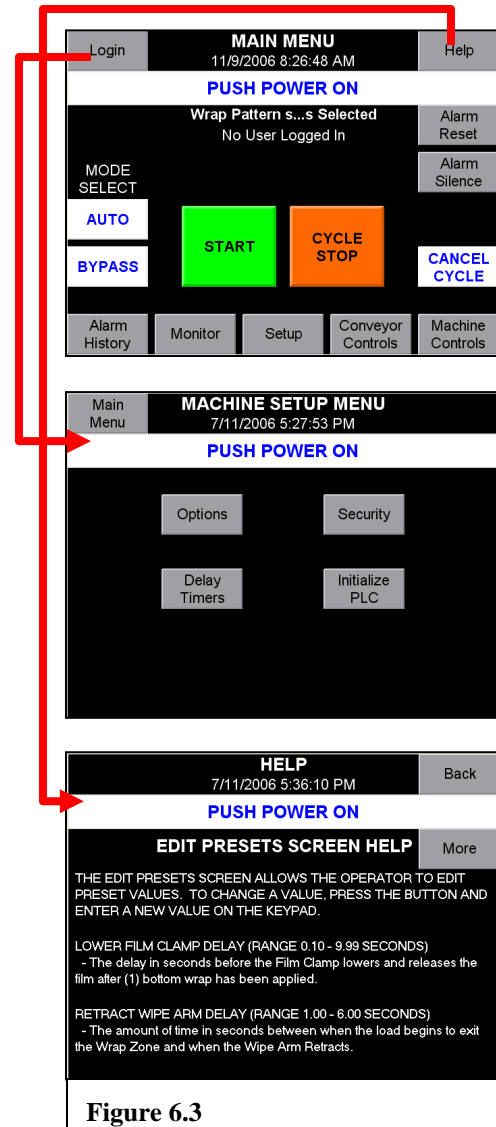 Login
MAIN MENU
11/9/2006 8:26:48 AM
Help
PUSH POWER ON
Wrap Pattern s...s Selected
No User Logged In
Alarm
Reset
Alarm
Silence
MODE
SELECT
AUTO
BYPASS
START
CYCLE
STOP
CANCEL
CYCLE
Alarm
History
Monitor
Setup
Conveyor
Controls
Machine
Controls
Main
Menu
MACHINE SETUP MENU
7/11/2006 5:27:53 PM
PUSH POWER ON
Options
Security
Delay
Timers
Initialize
PLC
HELP
7/11/2006 5:36:10 PM
Back
PUSH POWER ON
EDIT PRESETS SCREEN HELP
More
THE EDIT PRESETS SCREEN ALLOWS THE OPERATOR TO EDIT
PRESET VALUES. TO CHANGE A VALUE, PRESS THE BUTTON AND
ENTER A NEW VALUE ON THE KEYPAD.
LOWER FILM CLAMP DELAY (RANGE 0.10 - 9.99 SECONDS)
- The delay in seconds before the Film Clamp lowers and releases the
film after (1) bottom wrap has been applied.
RETRACT WIPE ARM DELAY (RANGE 1.00 - 6.00 SECONDS)
- The amount of time in seconds between when the load begins to exit
the Wrap Zone and when the Wipe Arm Retracts.
Figure 6.3